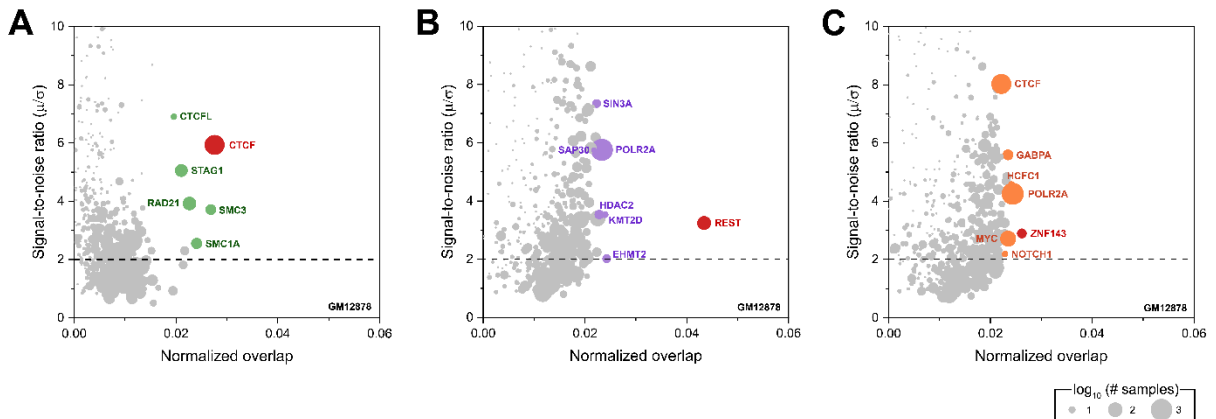 A
Signal-to-noise ratio (μ/σ)
10
8
6
4
2
0
CTCFL
CTCF
STAG1
RAD21
SMC3
SMC1A
GM12878
0.00
0.02
0.04
0.06
Normalized overlap
B
Signal-to-noise ratio (μ/σ)
10
8
6
4
2
0
SIN3A
SAP30
POLR2A
HDAC2
KMT2D
REST
EHMT2
GM12878
0.00
0.02
0.04
0.06
Normalized overlap
C
Signal-to-noise ratio (μ/σ)
10
8
6
4
2
0
CTCF
GABPA
HCFC1
POLR2A
MYC
ZNF143
NOTCH1
GM12878
0.00
0.02
0.04
0.06
Normalized overlap
log10 (# samples)
1
2
3